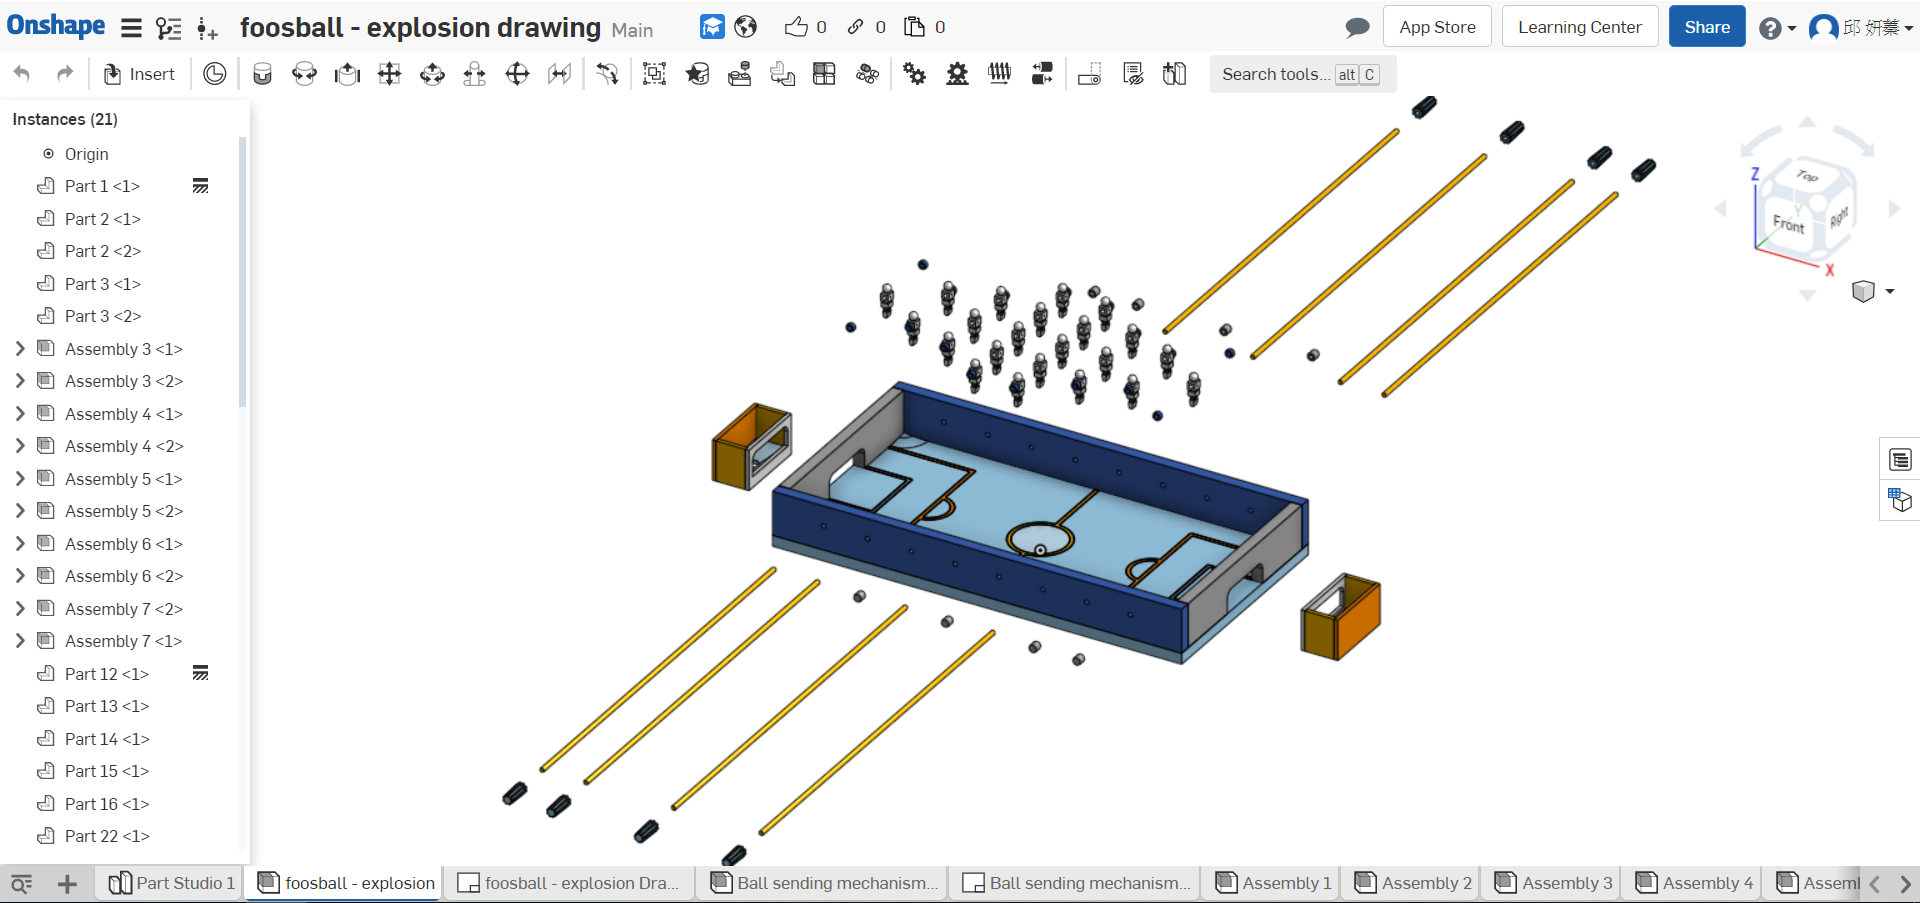 Onshape foosball - explosion drawing Main 0 0 0 App Store Learning Center Share 邱 妍蓁
Insert Search tools... alt C
Instances (21)
Origin
Part 1 <1>
Part 2 <1>
Part 2 <2>
Part 3 <1>
Part 3 <2>
Assembly 3 <1>
Assembly 3 <2>
Assembly 4 <1>
Assembly 4 <2>
Assembly 5 <1>
Assembly 5 <2>
Assembly 6 <1>
Assembly 6 <2>
Assembly 7 <2>
Assembly 7 <1>
Part 12 <1>
Part 13 <1>
Part 14 <1>
Part 15 <1>
Part 16 <1>
Part 22 <1>
Z
Top
Y
Front Right
X
Part Studio 1 foosball - explosion foosball - explosion Dra... Ball sending mechanism... Ball sending mechanism... Assembly 1 Assembly 2 Assembly 3 Assembly 4 Assembl